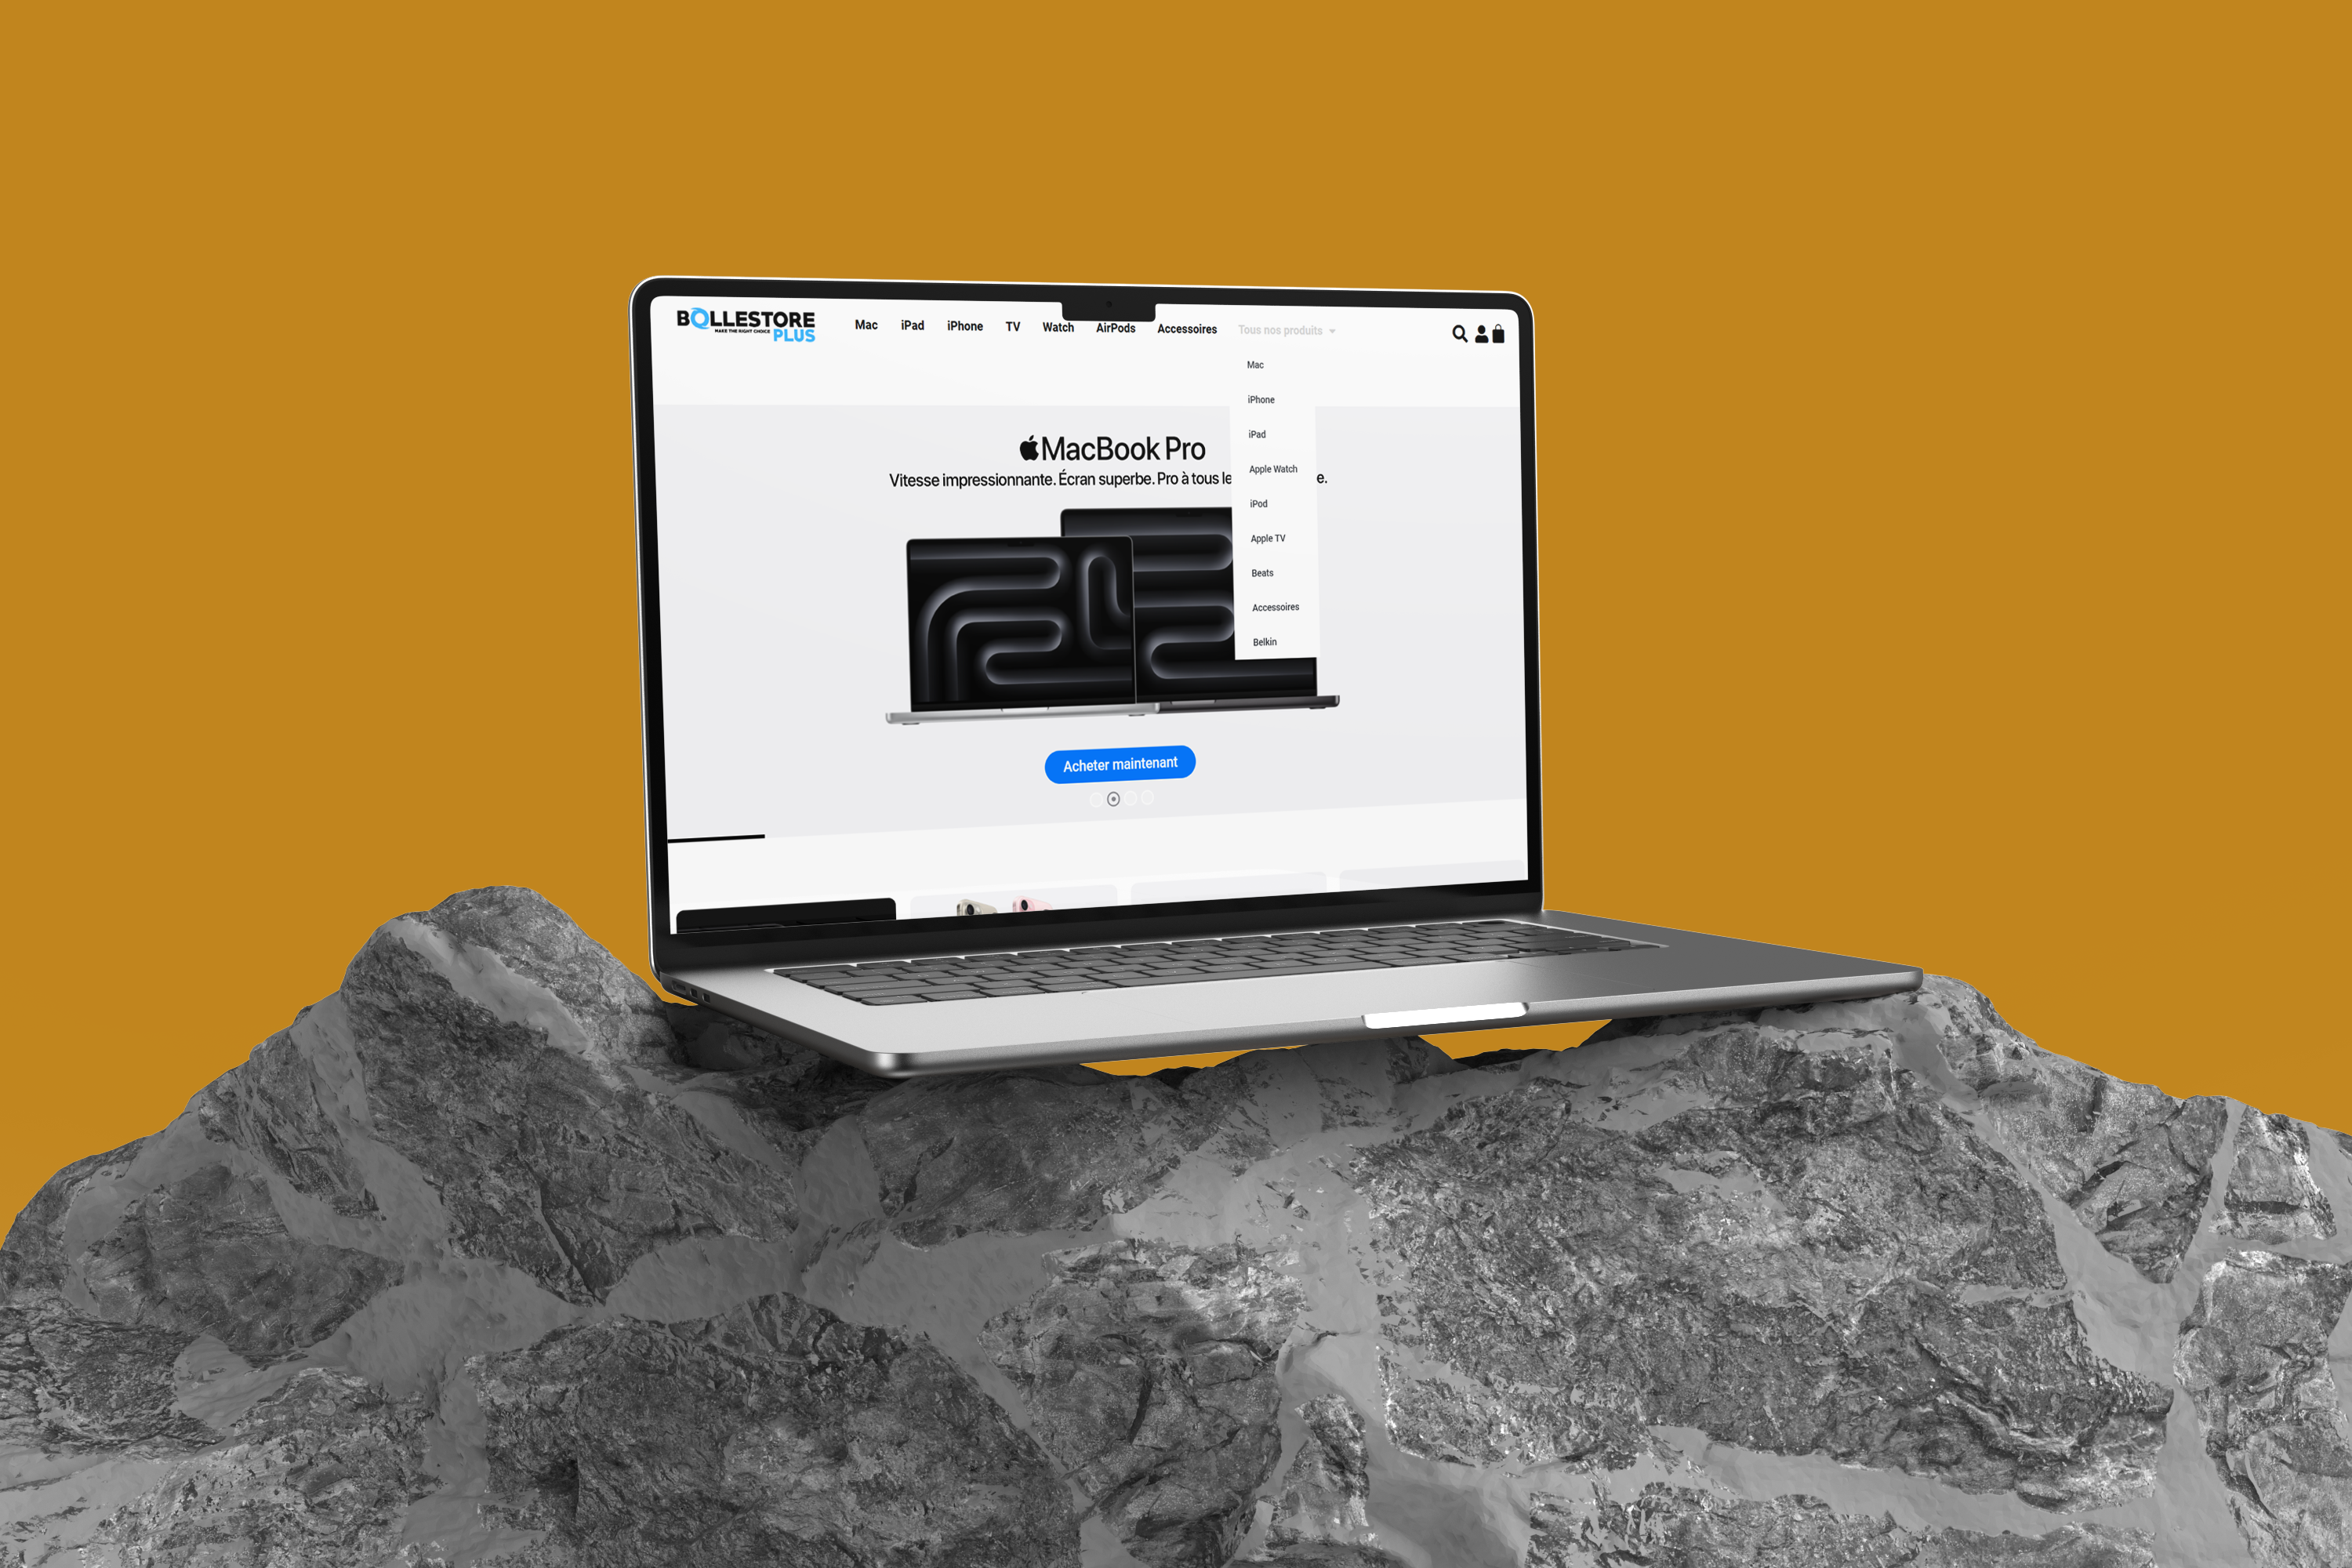 BOLLESTORE
MAKE THE RIGHT CHOICE
PLUS
Mac iPad iPhone TV Watch AirPods Accessoires Tous nos produits
Mac
iPhone
iPad
Apple Watch
iPod
Apple TV
Beats
Accessoires
Belkin
MacBook Pro
Vitesse impressionnante. Écran superbe. Pro à tous le e.
Acheter maintenant